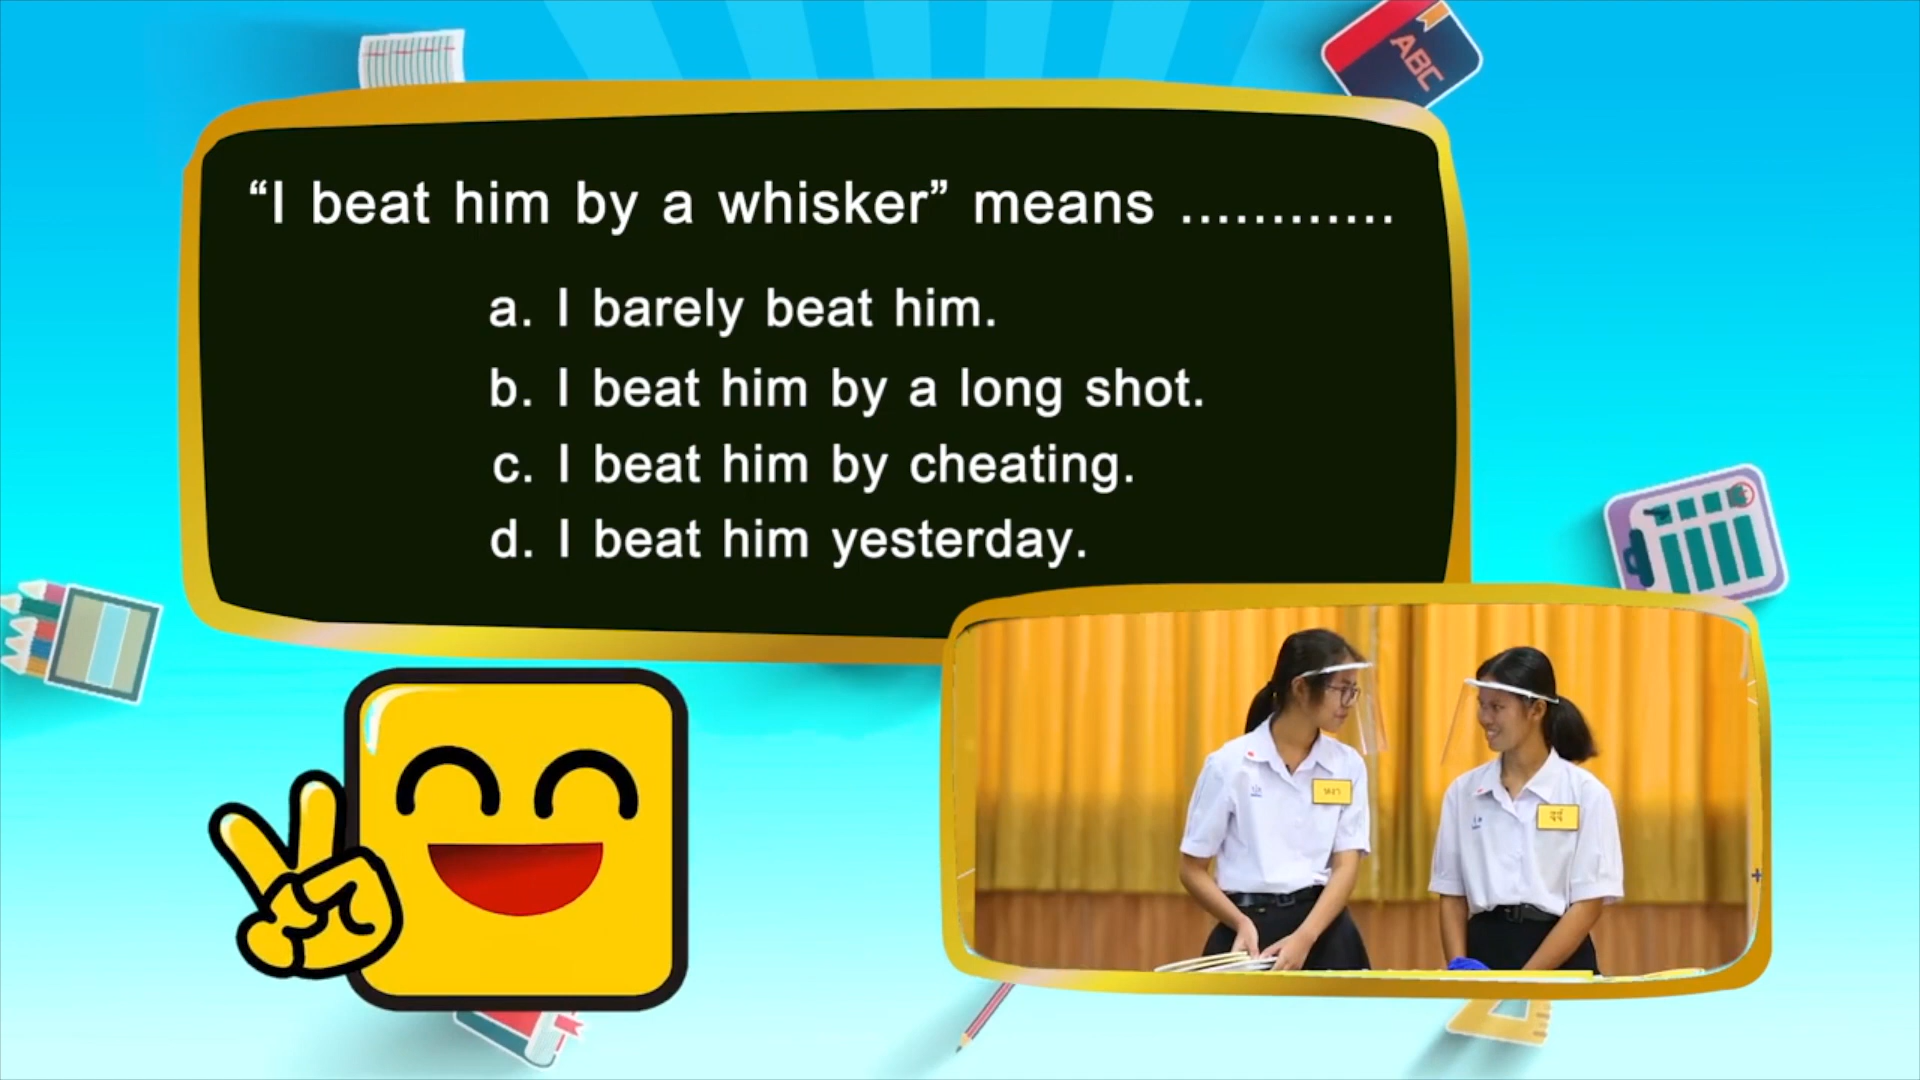 ABC
“I beat him by a whisker” means ............
a. I barely beat him.
b. I beat him by a long shot.
c. I beat him by cheating.
d. I beat him yesterday.